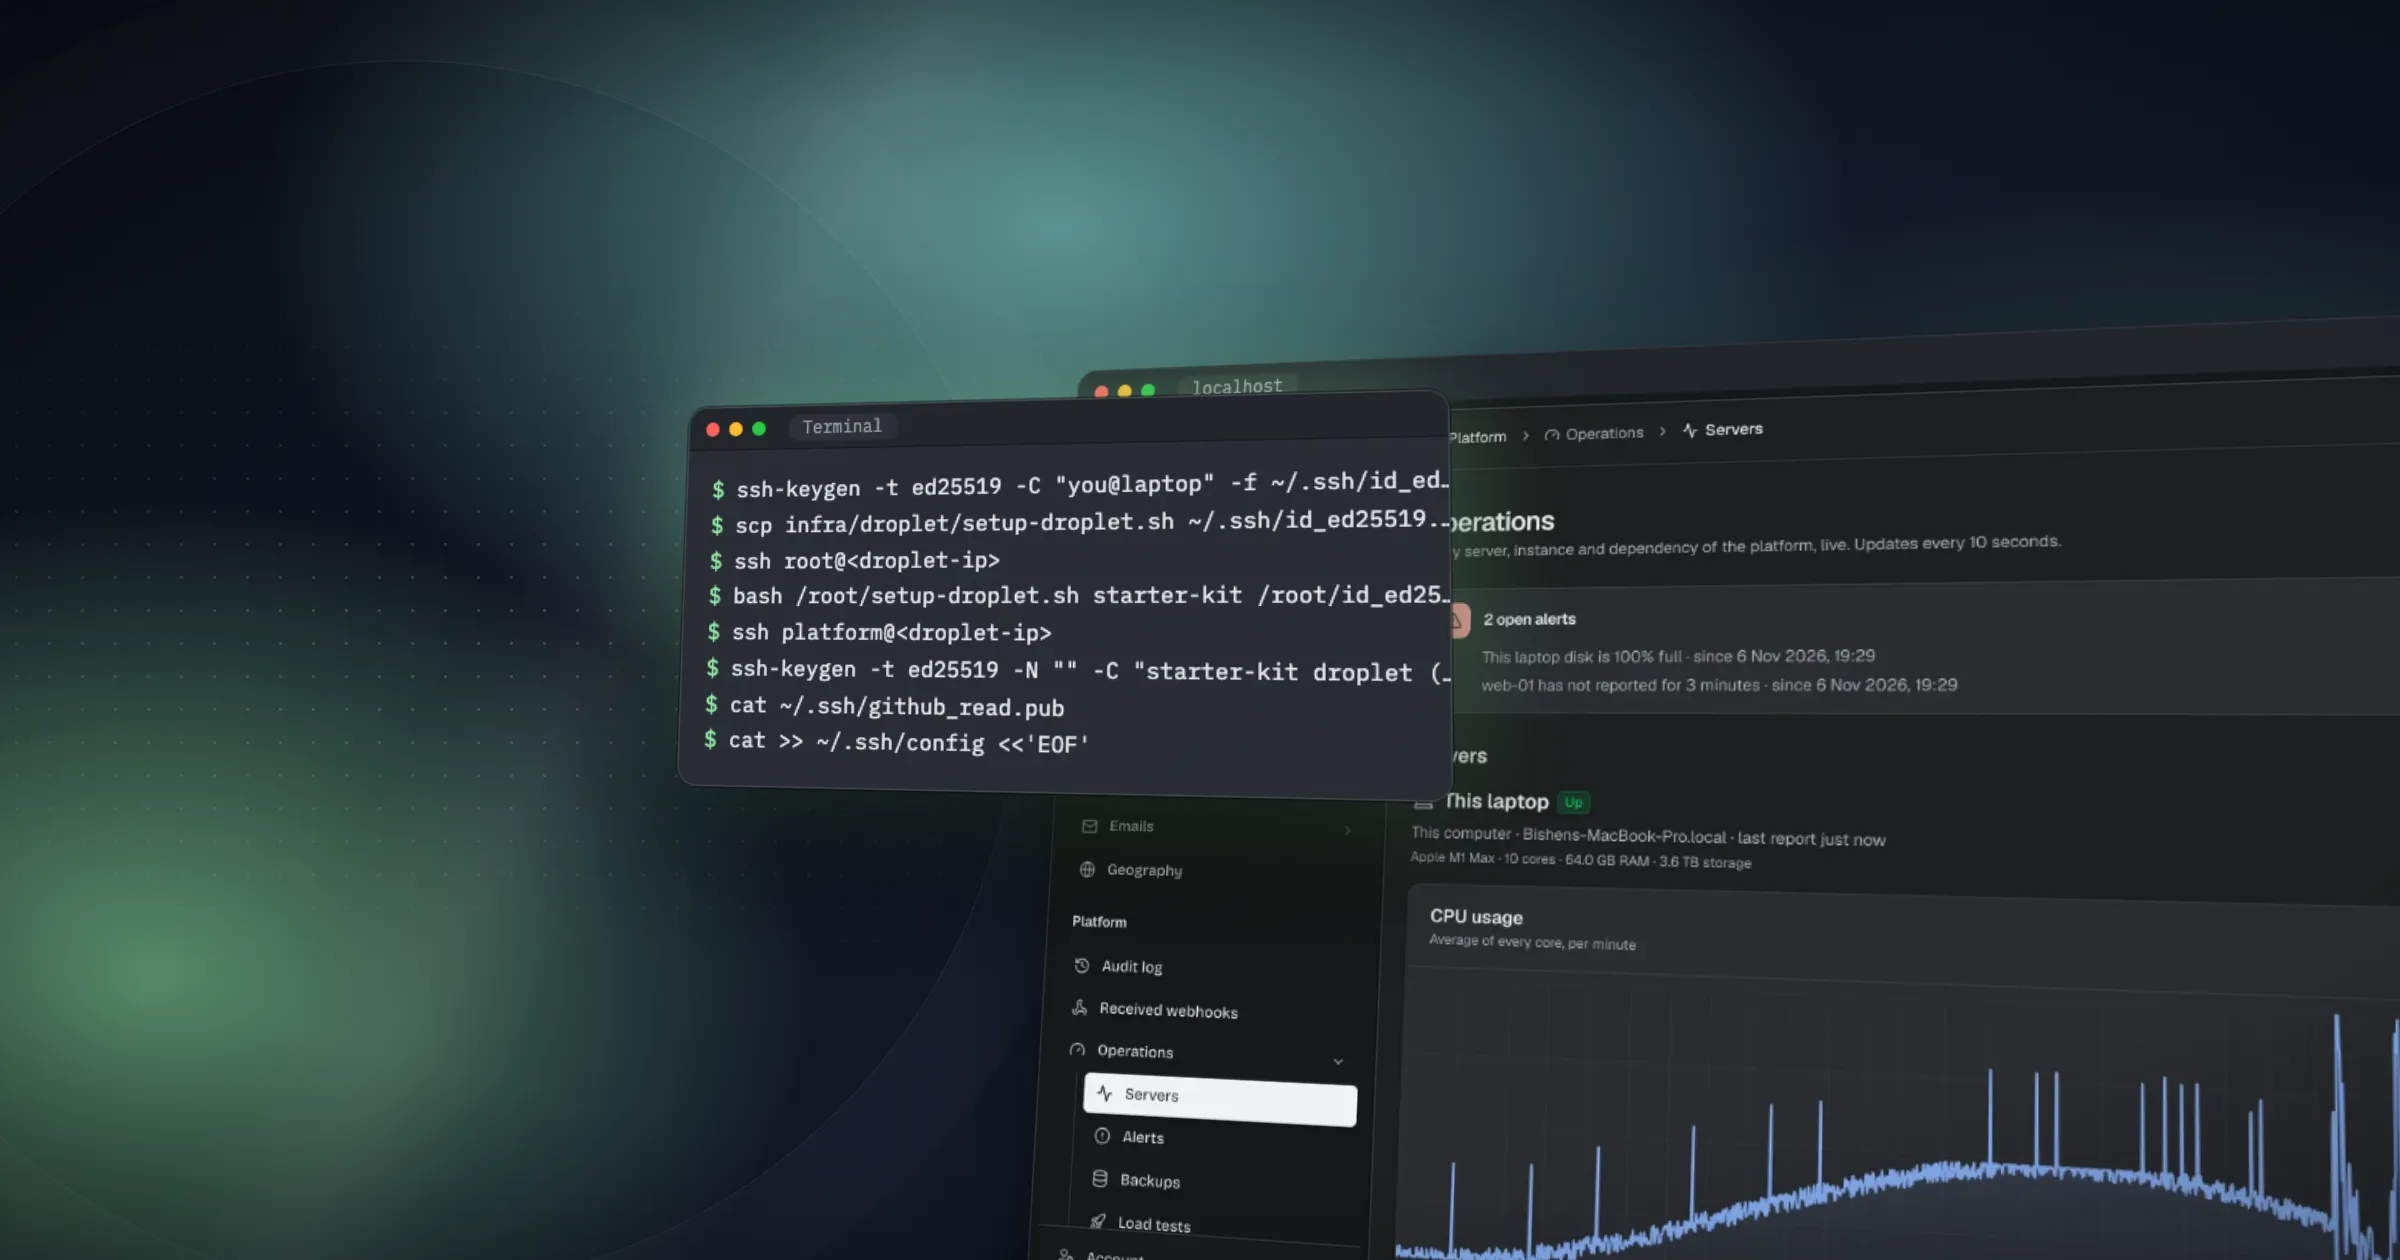 localhost
Terminal
$ ssh-keygen -t ed25519 -C "you@laptop" -f ~/.ssh/id_ed…
$ scp infra/droplet/setup-droplet.sh ~/.ssh/id_ed25519.…
$ ssh root@<droplet-ip>
$ bash /root/setup-droplet.sh starter-kit /root/id_ed25…
$ ssh platform@<droplet-ip>
$ ssh-keygen -t ed25519 -N "" -C "starter-kit droplet (…
$ cat ~/.ssh/github_read.pub
$ cat >> ~/.ssh/config <<'EOF'
Platform > Operations > Servers
perations
y server, instance and dependency of the platform, live. Updates every 10 seconds.
2 open alerts
This laptop disk is 100% full · since 6 Nov 2026, 19:29
web-01 has not reported for 3 minutes · since 6 Nov 2026, 19:29
vers
This laptop Up
This computer · Bishens-MacBook-Pro.local · last report just now
Apple M1 Max · 10 cores · 64.0 GB RAM · 3.6 TB storage
CPU usage
Average of every core, per minute
Emails
Geography
Platform
Audit log
Received webhooks
Operations
Servers
Alerts
Backups
Load tests
Account